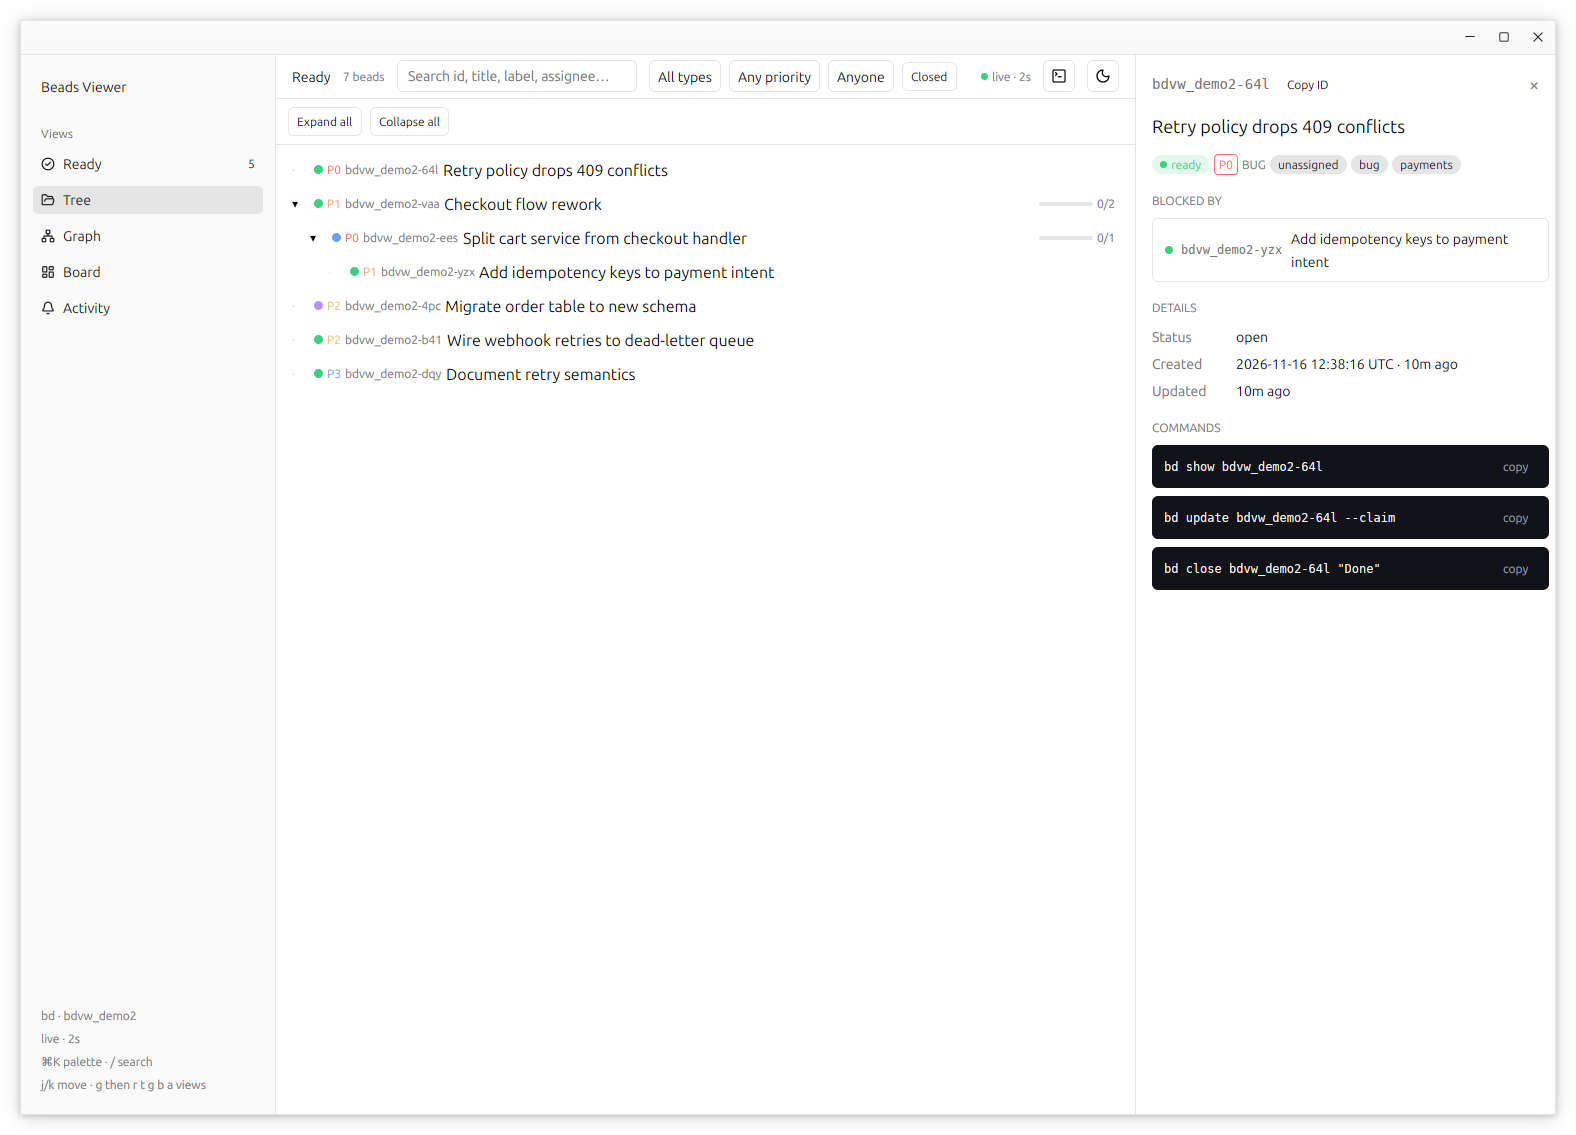 Beads Viewer
Views
Ready 5
Tree
Graph
Board
Activity
bd · bdvw_demo2
live · 2s
⌘K palette · / search
j/k move · g then r t g b a views
Ready 7 beads Search id, title, label, assignee... All types Any priority Anyone Closed live · 2s
Expand all Collapse all
P0 bdvw_demo2-64l Retry policy drops 409 conflicts
P1 bdvw_demo2-vaa Checkout flow rework 0/2
P0 bdvw_demo2-ees Split cart service from checkout handler 0/1
P1 bdvw_demo2-yzx Add idempotency keys to payment intent
P2 bdvw_demo2-4pc Migrate order table to new schema
P2 bdvw_demo2-b41 Wire webhook retries to dead-letter queue
P3 bdvw_demo2-dqy Document retry semantics
bdvw_demo2-64l Copy ID
Retry policy drops 409 conflicts
ready P0 BUG unassigned bug payments
BLOCKED BY
bdvw_demo2-yzx Add idempotency keys to payment
intent
DETAILS
Status open
Created 2026-11-16 12:38:16 UTC · 10m ago
Updated 10m ago
COMMANDS
bd show bdvw_demo2-64l copy
bd update bdvw_demo2-64l --claim copy
bd close bdvw_demo2-64l "Done" copy